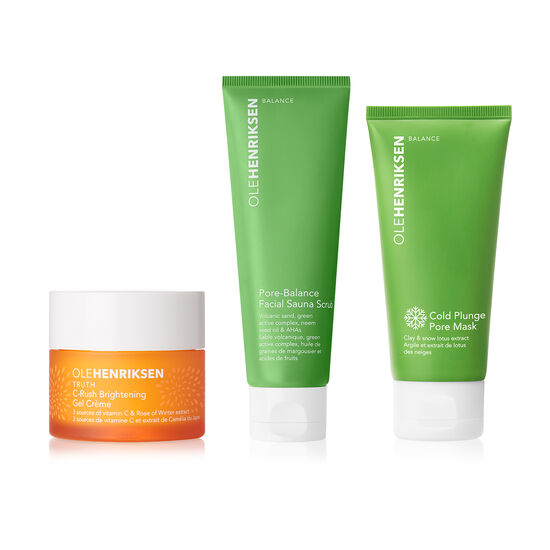 OLEHENRIKSEN
TRUTH
C-Rush Brightening
Gel Crème
3 sources of vitamin C & Rose of Winter extract
3 sources de vitamine C et extrait de Camélia du Japon
OLEHENRIKSEN
BALANCE
Pore-Balance
Facial Sauna Scrub
Volcanic sand, green
active complex, neem
seed oil & AHAs
Sable volcanique, green
active complex, huile de
graines de margousier et
acides de fruits
OLEHENRIKSEN
BALANCE
Cold Plunge
Pore Mask
Clay & snow lotus extract
Argile et extrait de lotus
des neiges